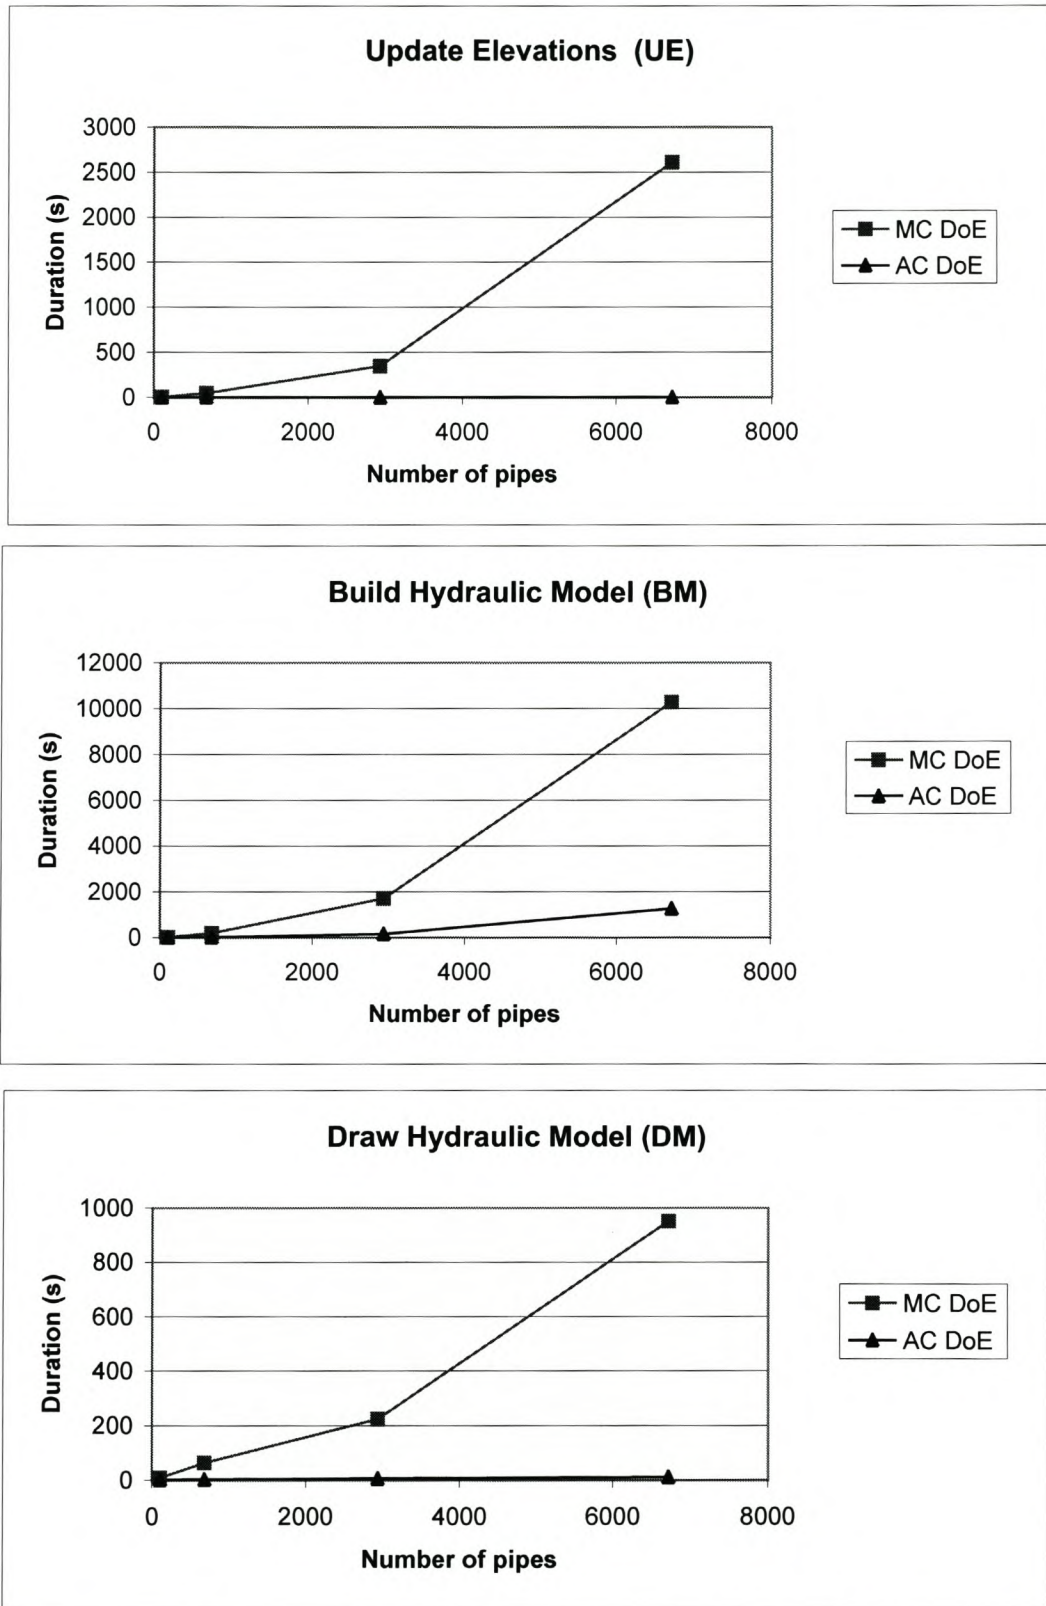 Update Elevations (UE)
3000
2500
2000
1500
1000
500
0
Duration (s)
0 2000 4000 6000 8000
Number of pipes
MC DoE
AC DoE
Build Hydraulic Model (BM)
12000
10000
8000
6000
4000
2000
0
Duration (s)
0 2000 4000 6000 8000
Number of pipes
MC DoE
AC DoE
Draw Hydraulic Model (DM)
1000
800
600
400
200
0
Duration (s)
0 2000 4000 6000 8000
Number of pipes
MC DoE
AC DoE